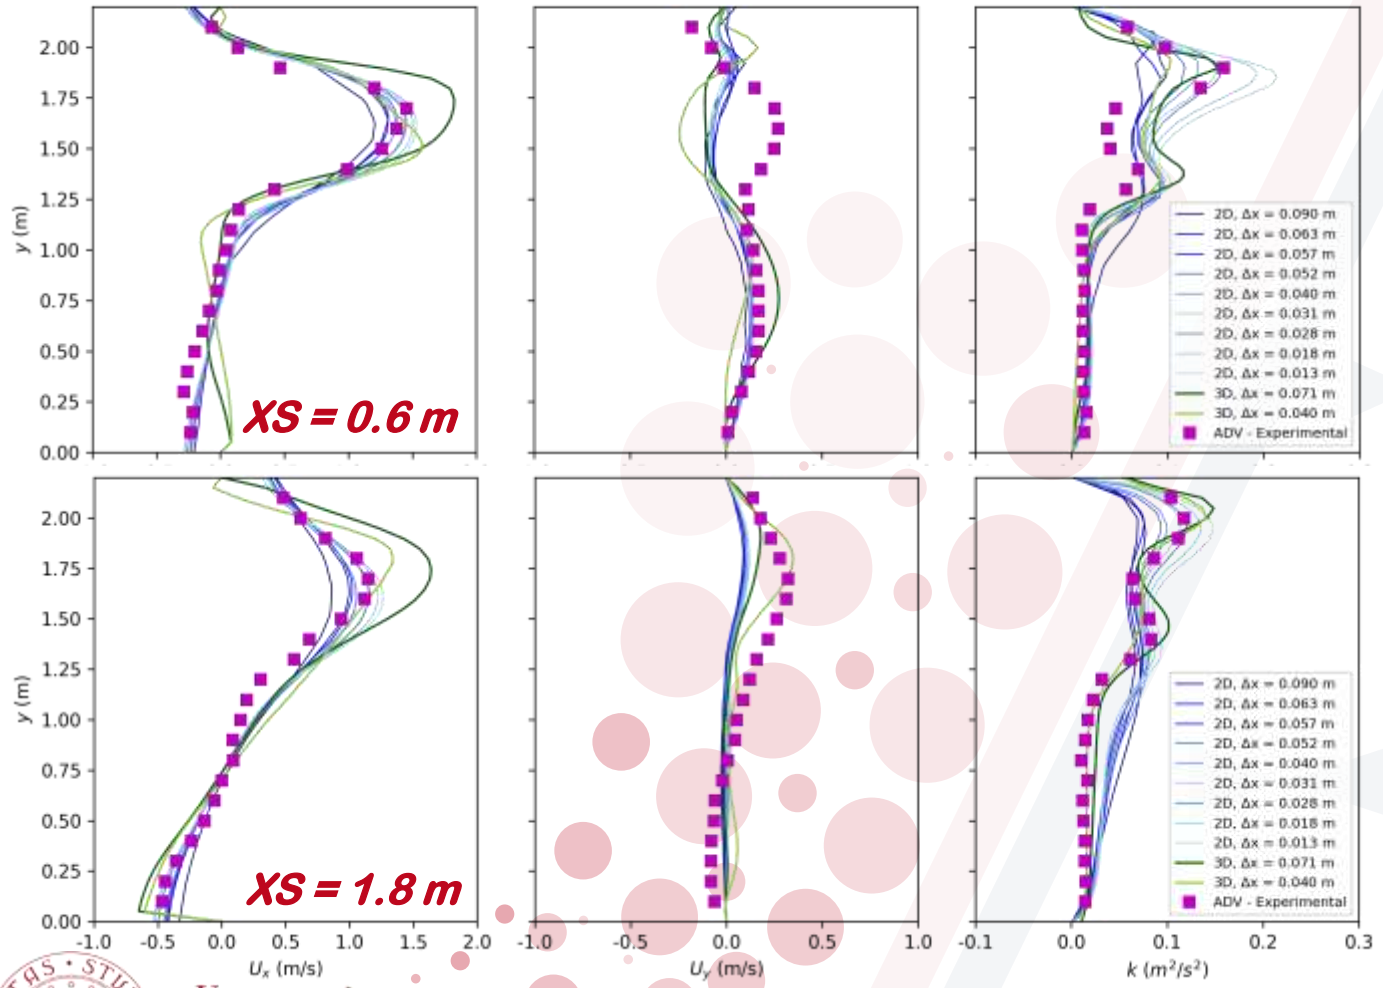 2.00
1.75
1.50
1.25
1.00
0.75
0.50
0.25
0.00
y (m)
XS = 0.6 m
2D, Δx = 0.090 m
2D, Δx = 0.063 m
2D, Δx = 0.057 m
2D, Δx = 0.052 m
2D, Δx = 0.040 m
2D, Δx = 0.031 m
2D, Δx = 0.028 m
2D, Δx = 0.018 m
2D, Δx = 0.013 m
3D, Δx = 0.071 m
3D, Δx = 0.040 m
ADV - Experimental
2.00
1.75
1.50
1.25
1.00
0.75
0.50
0.25
0.00
y (m)
XS = 1.8 m
2D, Δx = 0.090 m
2D, Δx = 0.063 m
2D, Δx = 0.057 m
2D, Δx = 0.052 m
2D, Δx = 0.040 m
2D, Δx = 0.031 m
2D, Δx = 0.028 m
2D, Δx = 0.018 m
2D, Δx = 0.013 m
3D, Δx = 0.071 m
3D, Δx = 0.040 m
ADV - Experimental
-1.0 -0.5 0.0 0.5 1.0 1.5 2.0
-1.0 -0.5 0.0 0.5 1.0
-0.1 0.0 0.1 0.2 0.3
Ux (m/s)
Uy (m/s)
k (m²/s²)